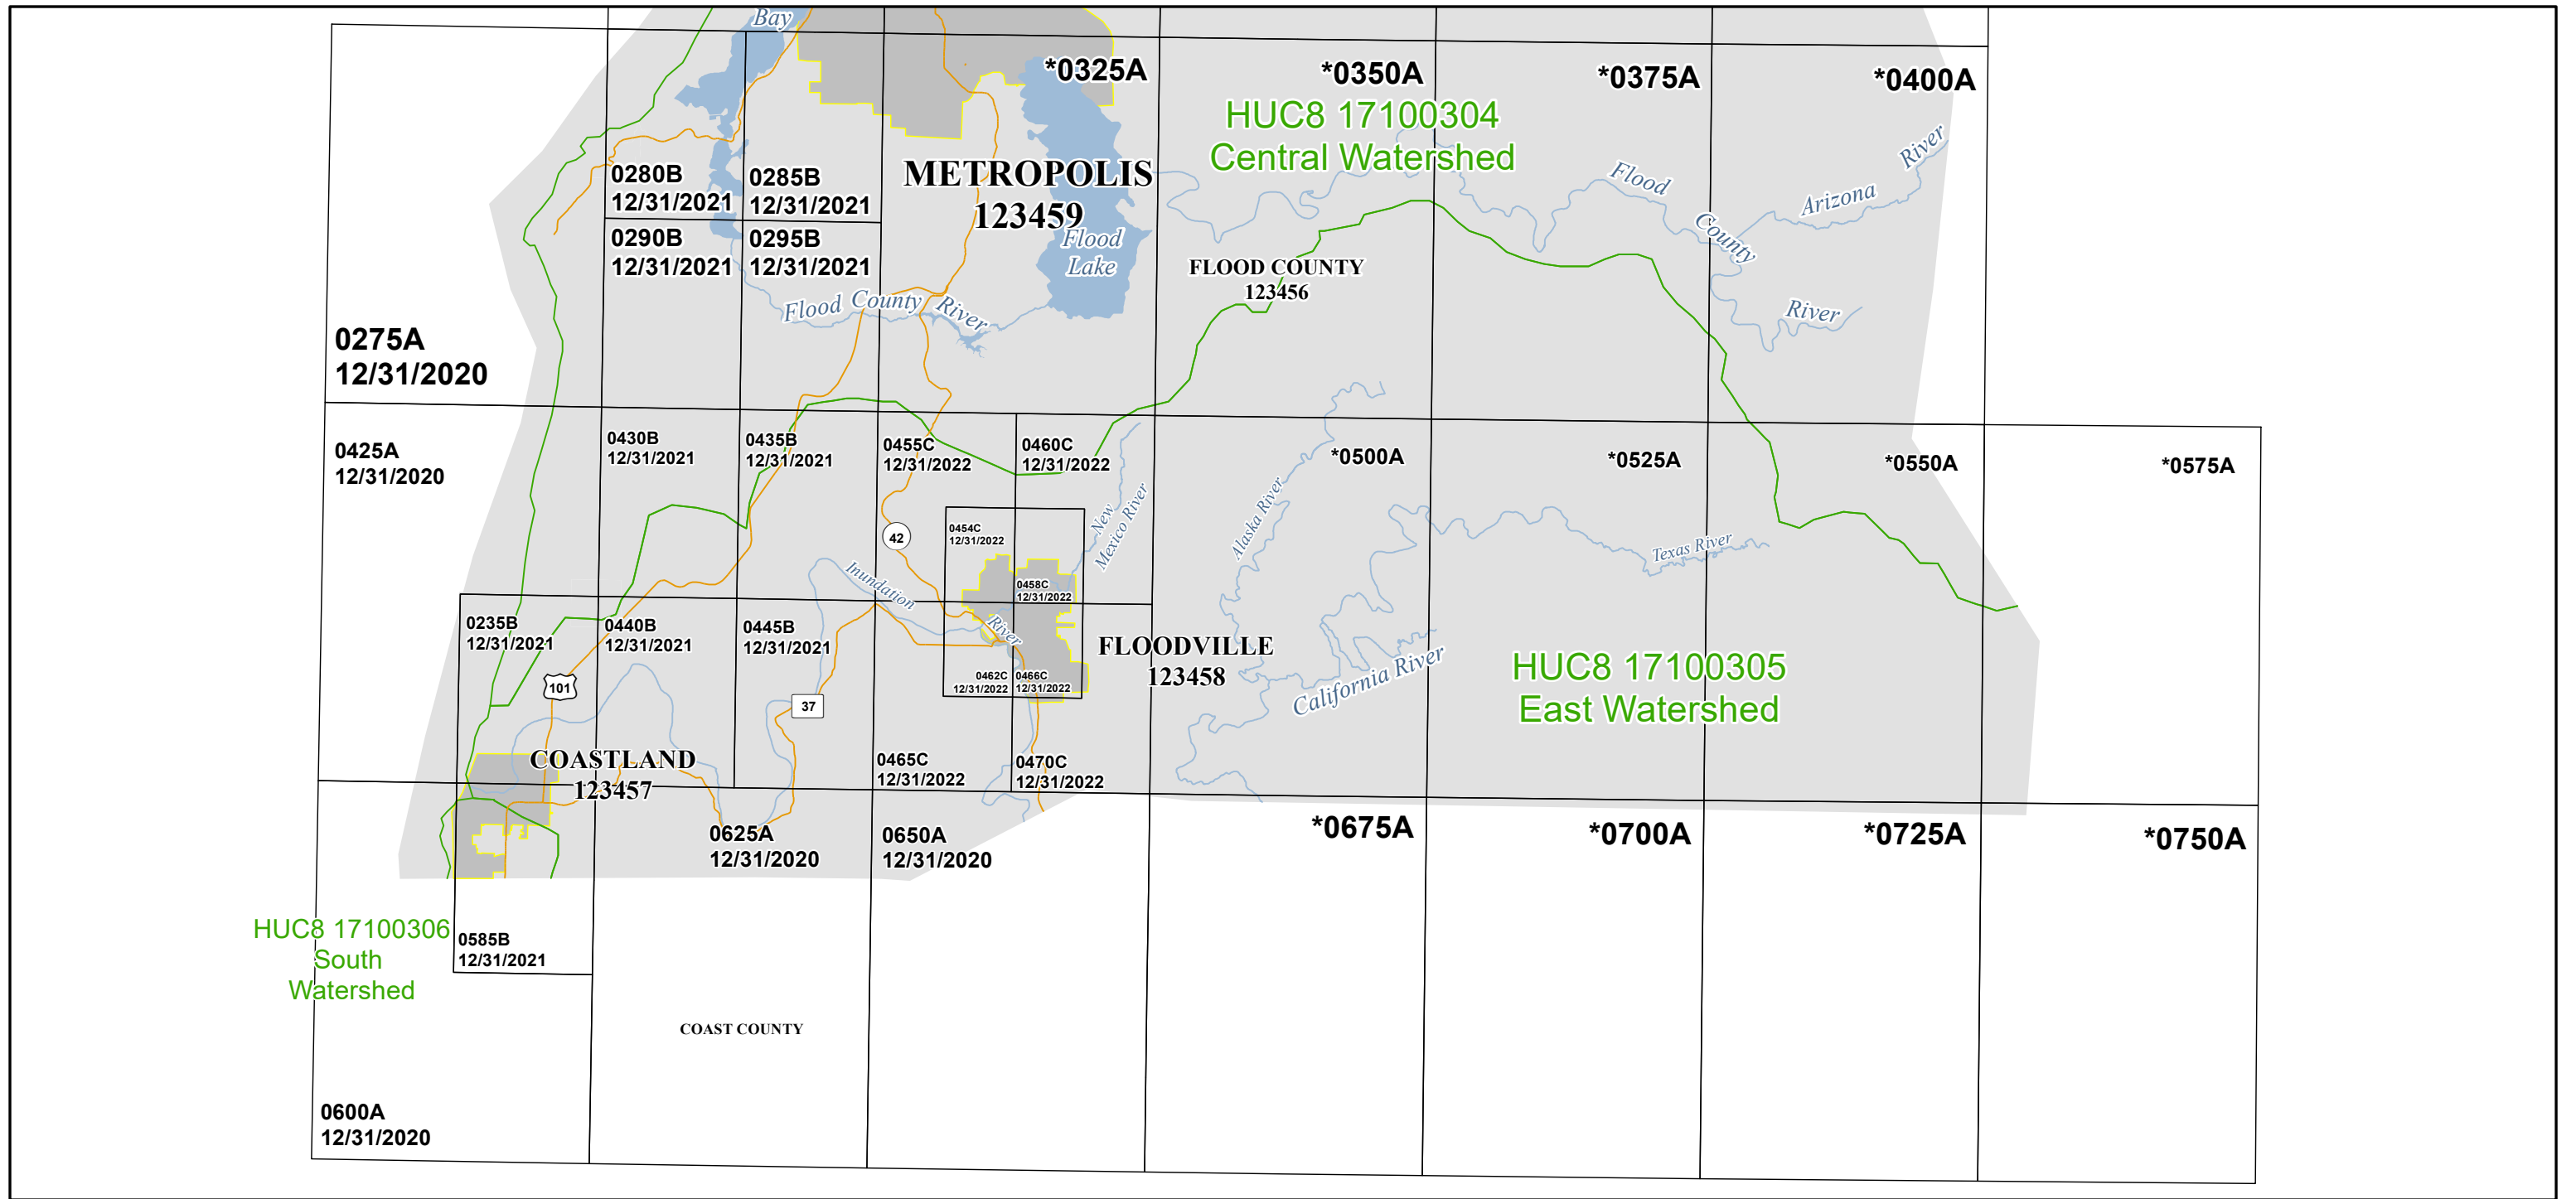 Bay
*0325A
*0350A
*0375A
*0400A
HUC8 17100304
Central Watershed
0280B
12/31/2021
0285B
12/31/2021
METROPOLIS
123459
Flood
County
River
Arizona
River
0290B
12/31/2021
0295B
12/31/2021
Flood
Lake
FLOOD COUNTY
123456
Flood County River
0275A
12/31/2020
0425A
12/31/2020
0430B
12/31/2021
0435B
12/31/2021
0455C
12/31/2022
0460C
12/31/2022
*0500A
*0525A
*0550A
*0575A
42
0454C
12/31/2022
New
Mexico River
Alaska River
Texas River
Inundation
River
0458C
12/31/2022
0235B
12/31/2021
0440B
12/31/2021
0445B
12/31/2021
FLOODVILLE
123458
California River
HUC8 17100305
East Watershed
101
37
0462C
12/31/2022
0466C
12/31/2022
COASTLAND
123457
0465C
12/31/2022
0470C
12/31/2022
0625A
12/31/2020
0650A
12/31/2020
*0675A
*0700A
*0725A
*0750A
HUC8 17100306
South
Watershed
0585B
12/31/2021
COAST COUNTY
0600A
12/31/2020